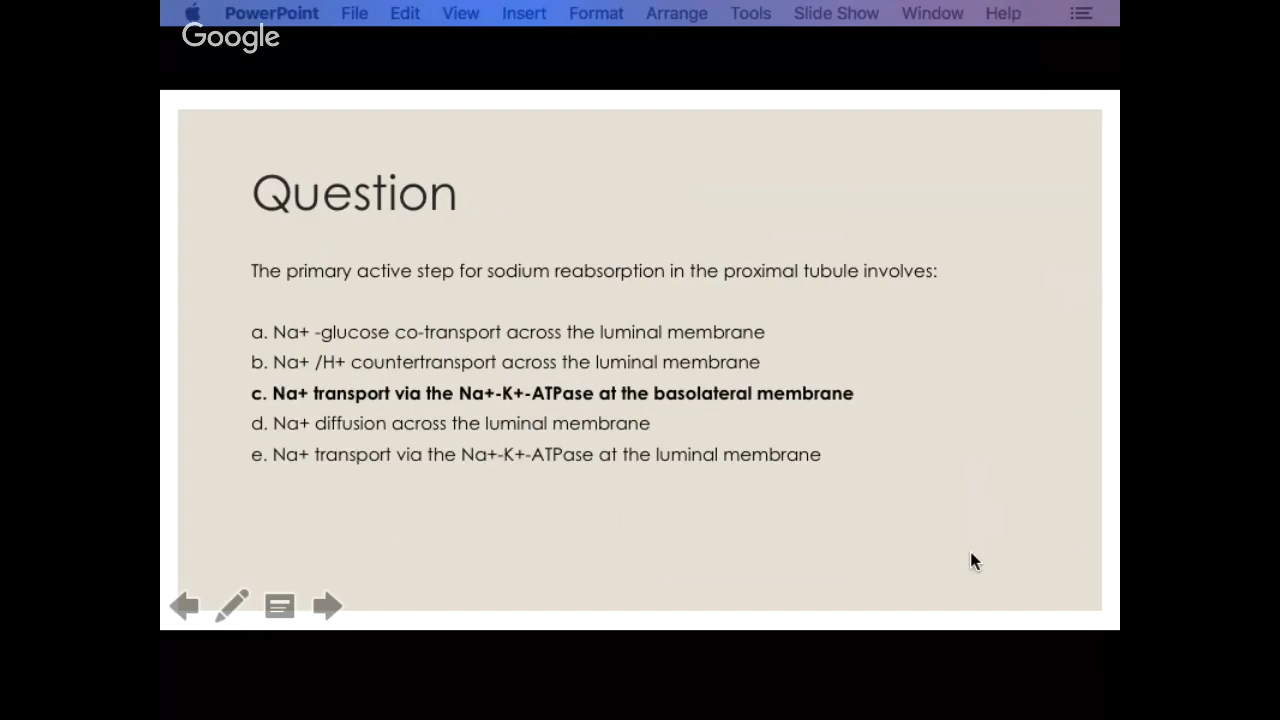 PowerPoint File Edit View Insert Format Arrange Tools Slide Show Window Help
Google
Question
The primary active step for sodium reabsorption in the proximal tubule involves:
a. Na+ -glucose co-transport across the luminal membrane
b. Na+ /H+ countertransport across the luminal membrane
c. Na+ transport via the Na+-K+-ATPase at the basolateral membrane
d. Na+ diffusion across the luminal membrane
e. Na+ transport via the Na+-K+-ATPase at the luminal membrane